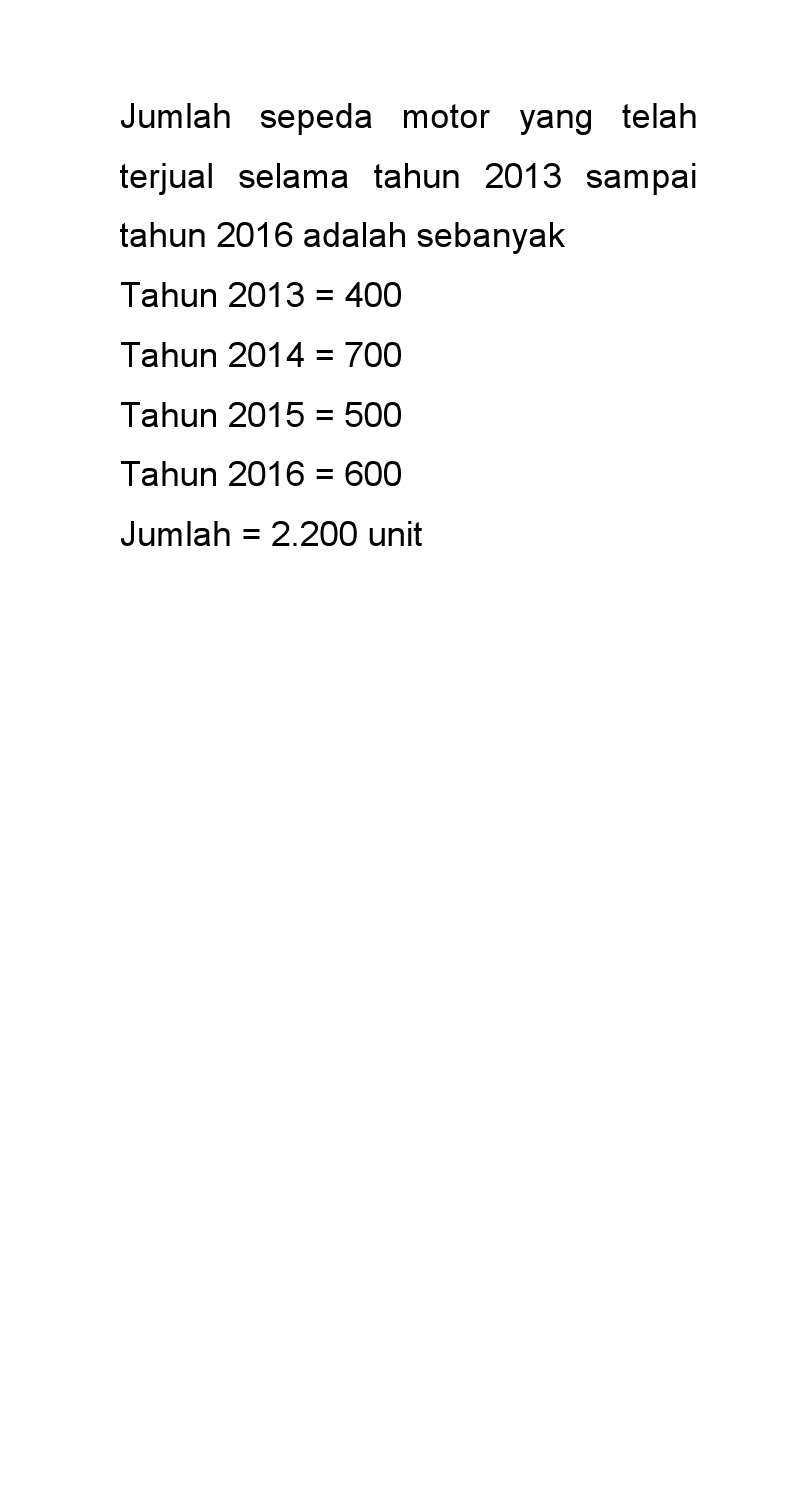 Jumlah sepeda motor yang telah
terjual selama tahun 2013 sampai
tahun 2016 adalah sebanyak
Tahun 2013 = 400
Tahun 2014 = 700
Tahun 2015 = 500
Tahun 2016 = 600
Jumlah = 2.200 unit